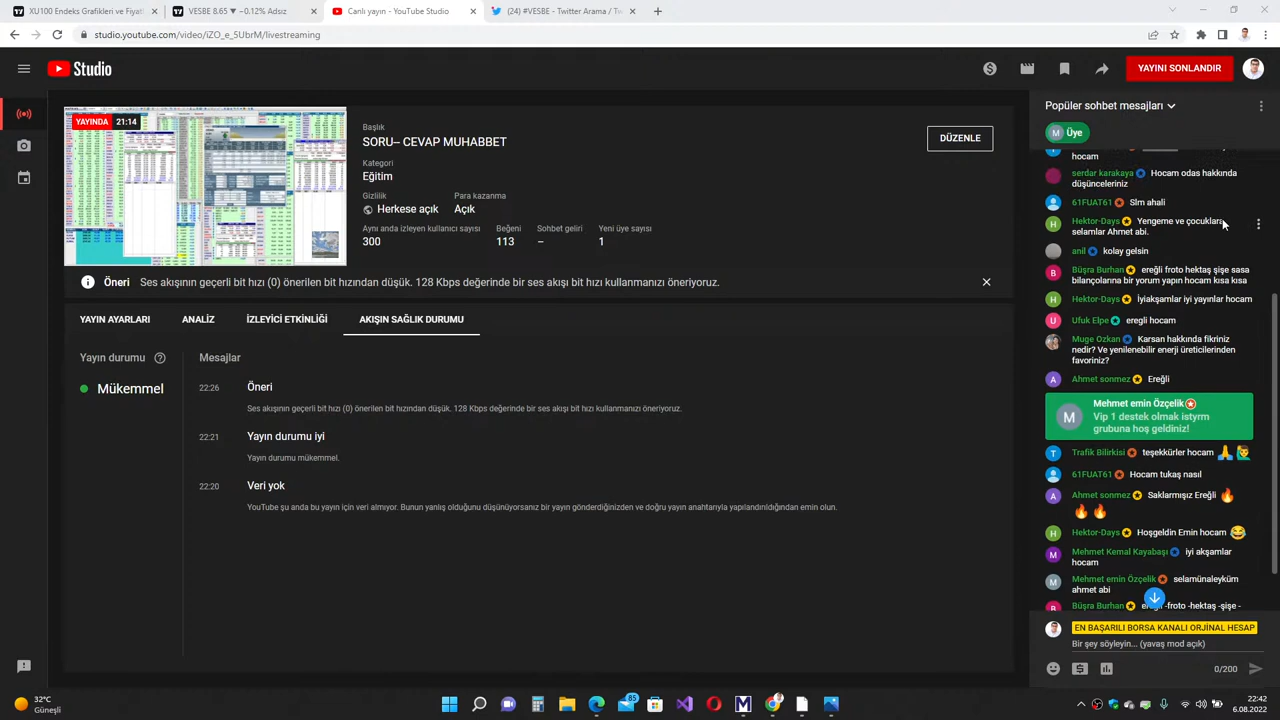 XU100 Endeks Grafikleri ve Fiyatl
VESBE 8.65 ▼ −0.12% Adsız
Canlı yayın - YouTube Studio
(24) #VESBE - Twitter Arama / Tw
studio.youtube.com/video/iZO_e_SUbrM/livestreaming
Studio
YAYINI SONLANDIR
YAYINDA 21:14
Başlık
SORU-- CEVAP MUHABBET
DÜZENLE
Kategori
Eğitim
Gizlilik
Para kazanma
Herkese açık
Açık
anda izleyen kullanıcı sayısı
Beğeni
Sohbet geliri
Yeni üye sayısı
300
113
–
1
Öneri
Ses akışının geçerli bit hızı (0) önerilen bit hızından düşük. 128 Kbps değerinde bir ses akışı bit hızı kullanmanızı öneriyoruz.
YAYIN AYARLARI
ANALİZ
İZLEYİCİ ETKİNLİĞİ
AKIŞIN SAĞLIK DURUMU
Yayın durumu
Mesajlar
Mükemmel
22:26
Öneri
Ses akışının geçerli bit hızı (0) önerilen bit hızından düşük. 128 Kbps değerinde bir ses akışı bit hızı kullanmanızı öneriyoruz.
22:21
Yayın durumu iyi
Yayın durumu mükemmel.
22:20
Veri yok
YouTube şu anda bu yayın için veri almıyor. Bunun yanlış olduğunu düşünüyorsanız bir yayın gönderdiğinizden ve doğru yayın anahtarıyla yapılandırıldığından emin olun.
Popüler sohbet mesajları
M Üye
hocam
serdar karakaya Hocam odas hakkında
düşünceleriniz
61FUAT61 Slm ahali
H Hektor-Days Yengeme ve çocuklara
selamlar Ahmet abi.
anıl kolay gelsin
B Büşra Burhan ereğli froto hektaş şişe sasa
bilançolarına bir yorum yapın hocam kısa kısa
H Hektor-Days iyiakşamlar iyi yayınlar hocam
U Ufuk Elpe eregli hocam
Muge Ozkan Karsan hakkında fikriniz
nedir? Ve yenilenebilir enerji üreticilerinden
favoriniz?
A Ahmet sonmez Ereğli
Mehmet emin Özçelik
M Vip 1 destek olmak istyrm
grubuna hoş geldiniz!
T Trafik Bilirkisi teşekkürler hocam
61FUAT61 Hocam tukaş nasıl
A Ahmet sonmez Saklarmışız Ereğli
H Hektor-Days Hoşgeldin Emin hocam
M Mehmet Kemal Kayabaşı iyi akşamlar
hocam
M Mehmet emin Özçelik selamünaleyküm
ahmet abi
B Büşra Burhan ereğli -froto -hektaş -şişe -
EN BAŞARILI BORSA KANALI ORJİNAL HESAP
Bir şey söyleyin... (yavaş mod açık)
0/200
32°C
Güneşli
85
22:42
6.08.2022